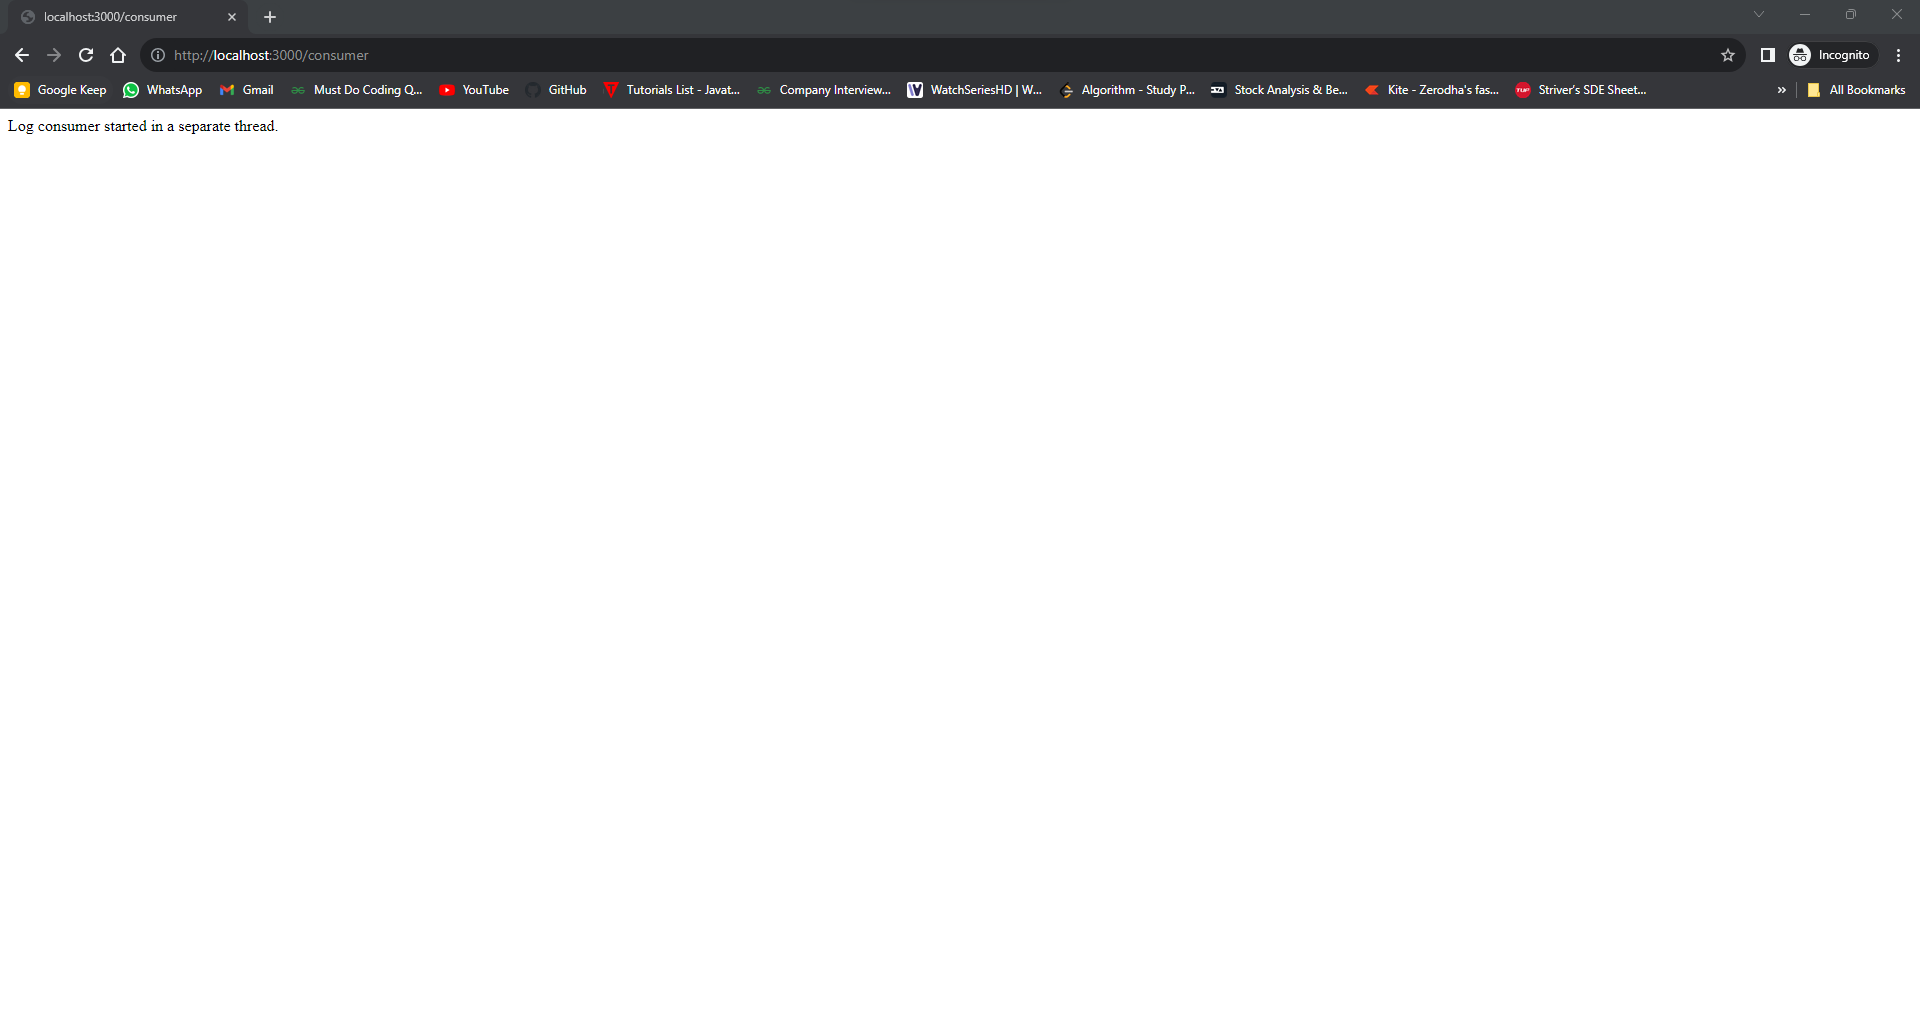 localhost:3000/consumer
http://localhost:3000/consumer
Incognito
Google Keep WhatsApp Gmail Must Do Coding Q... YouTube GitHub Tutorials List - Javat... Company Interview... WatchSeriesHD | W... Algorithm - Study P... Stock Analysis & Be... Kite - Zerodha's fas... TUF Striver's SDE Sheet... » All Bookmarks
Log consumer started in a separate thread.